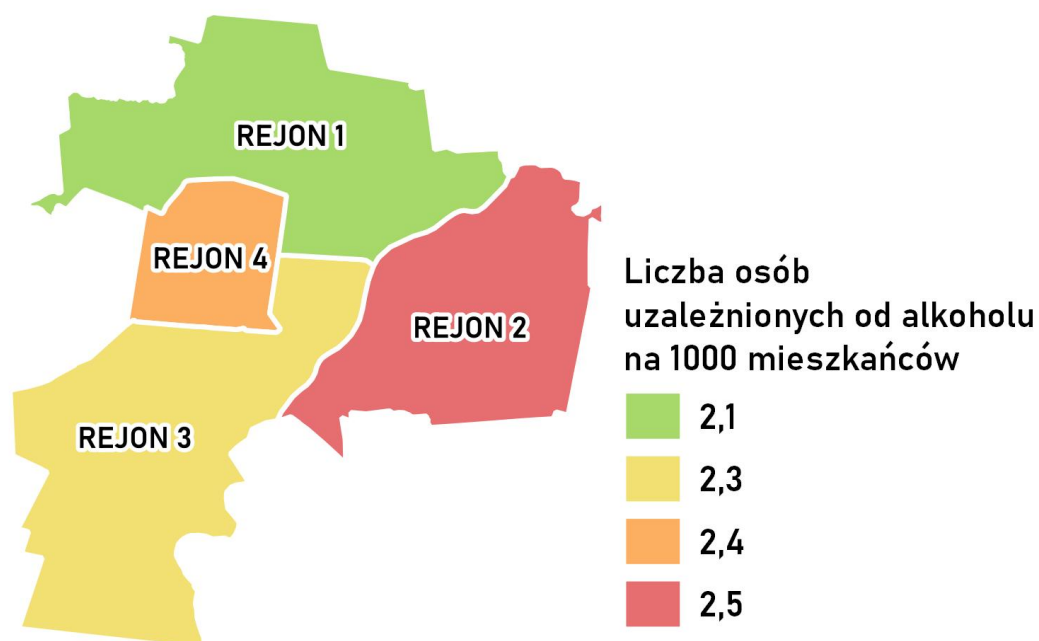 REJON 1
REJON 4
REJON 2
REJON 3
Liczba osób
uzależnionych od alkoholu
na 1000 mieszkańców
2,1
2,3
2,4
2,5